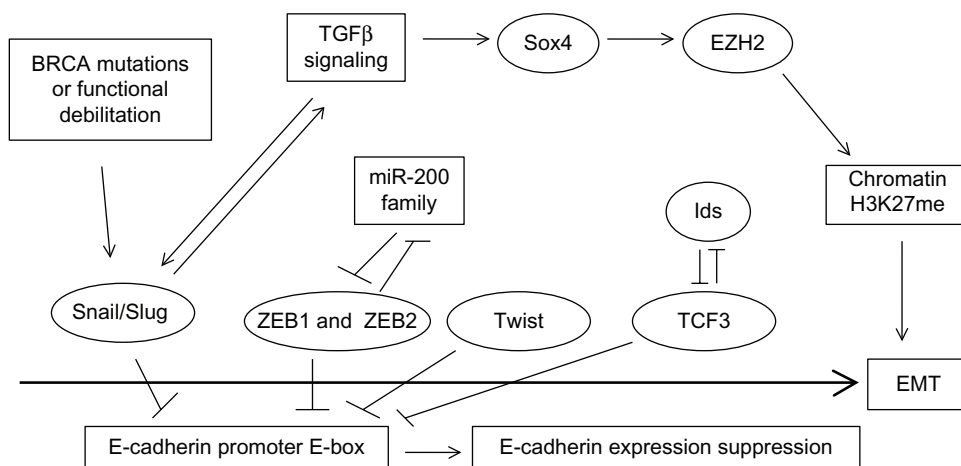 BRCA mutations
or functional
debilitation
TGFβ
signaling
Sox4
EZH2
miR-200
family
Ids
Chromatin
H3K27me
Snail/Slug
ZEB1 and ZEB2
Twist
TCF3
EMT
E-cadherin promoter E-box
E-cadherin expression suppression